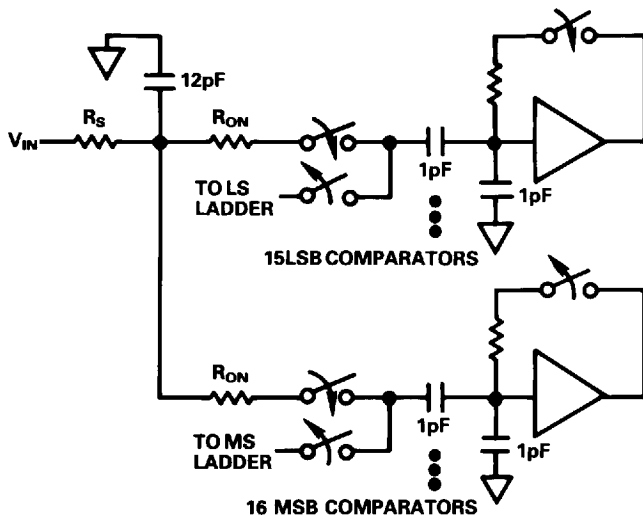 12pF
R_S
R_ON
V_IN
TO LS
LADDER
1pF
1pF
15LSB COMPARATORS
R_ON
TO MS
LADDER
1pF
1pF
16 MSB COMPARATORS